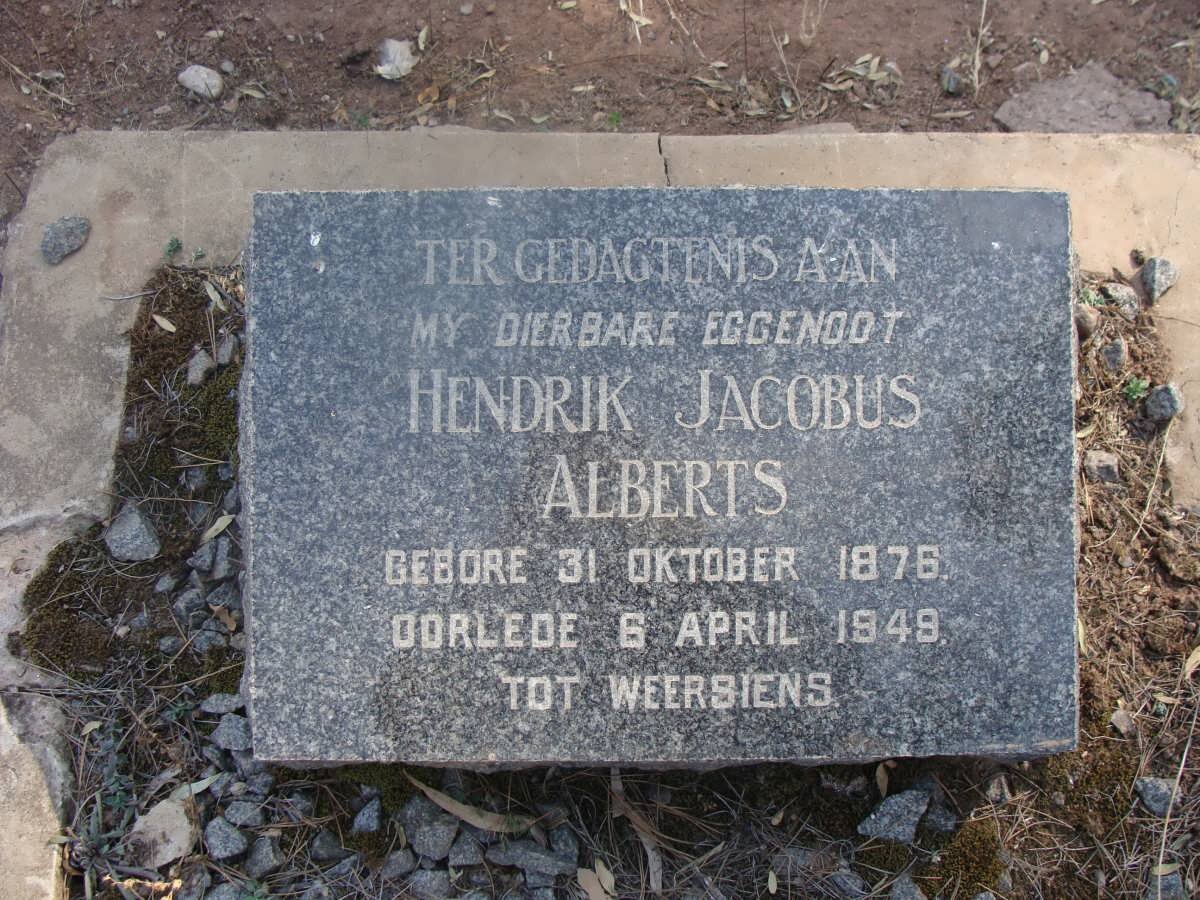 TER GEDAGTENIS AAN
MY DIERBARE EGGENOOT
HENDRIK JACOBUS
ALBERTS
GEBORE 31 OKTOBER 1876.
OORLEDE 6 APRIL 1949.
TOT WEERSIENS.